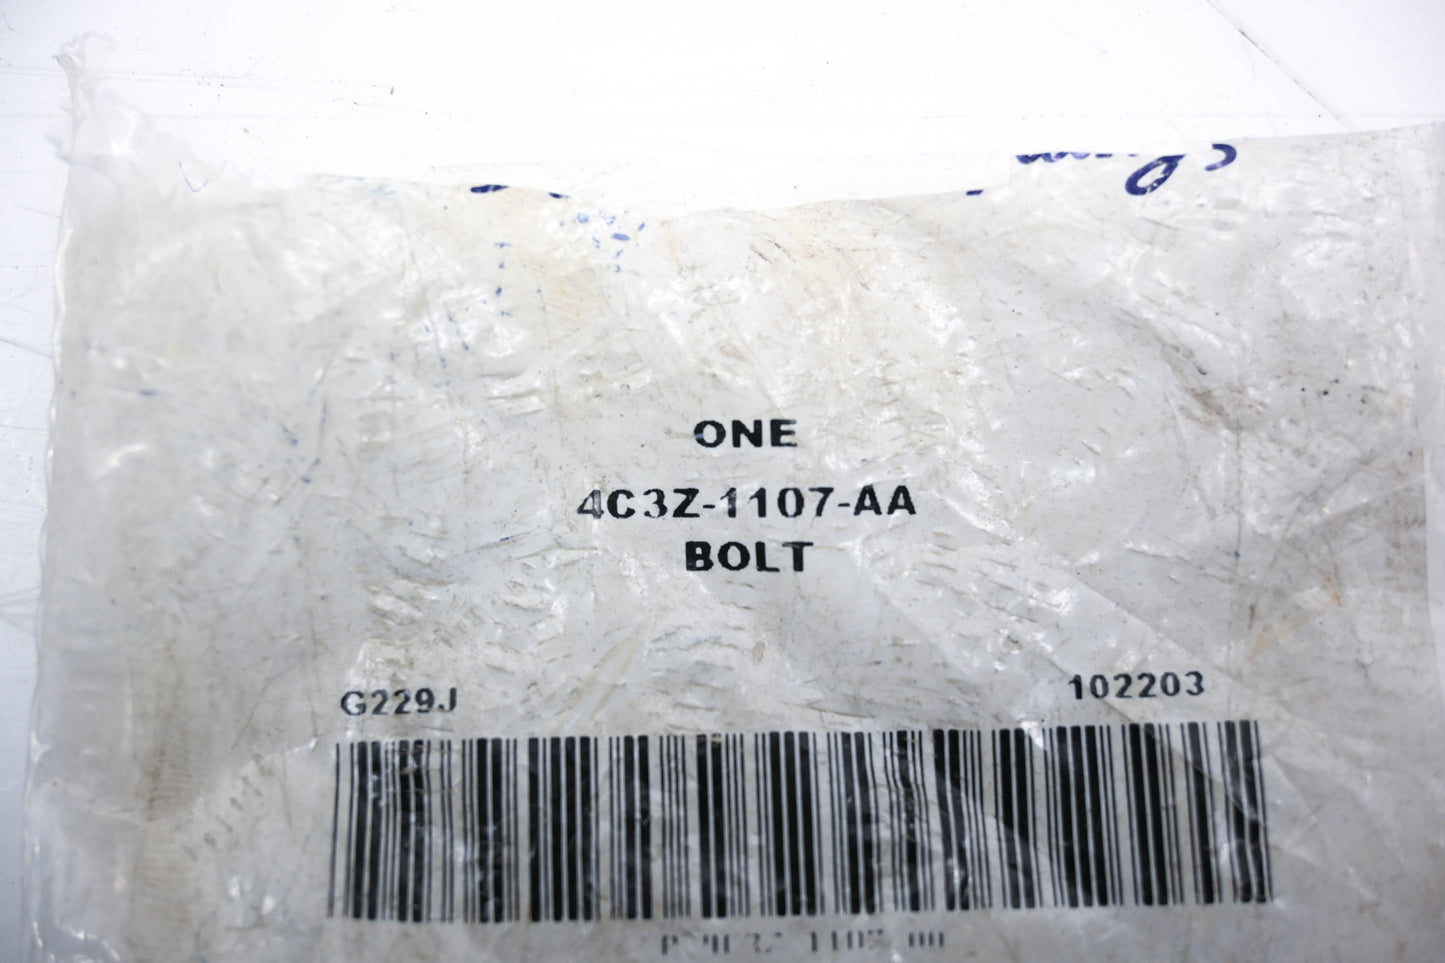 ONE
4C3Z-1107-AA
BOLT
G229J
102203